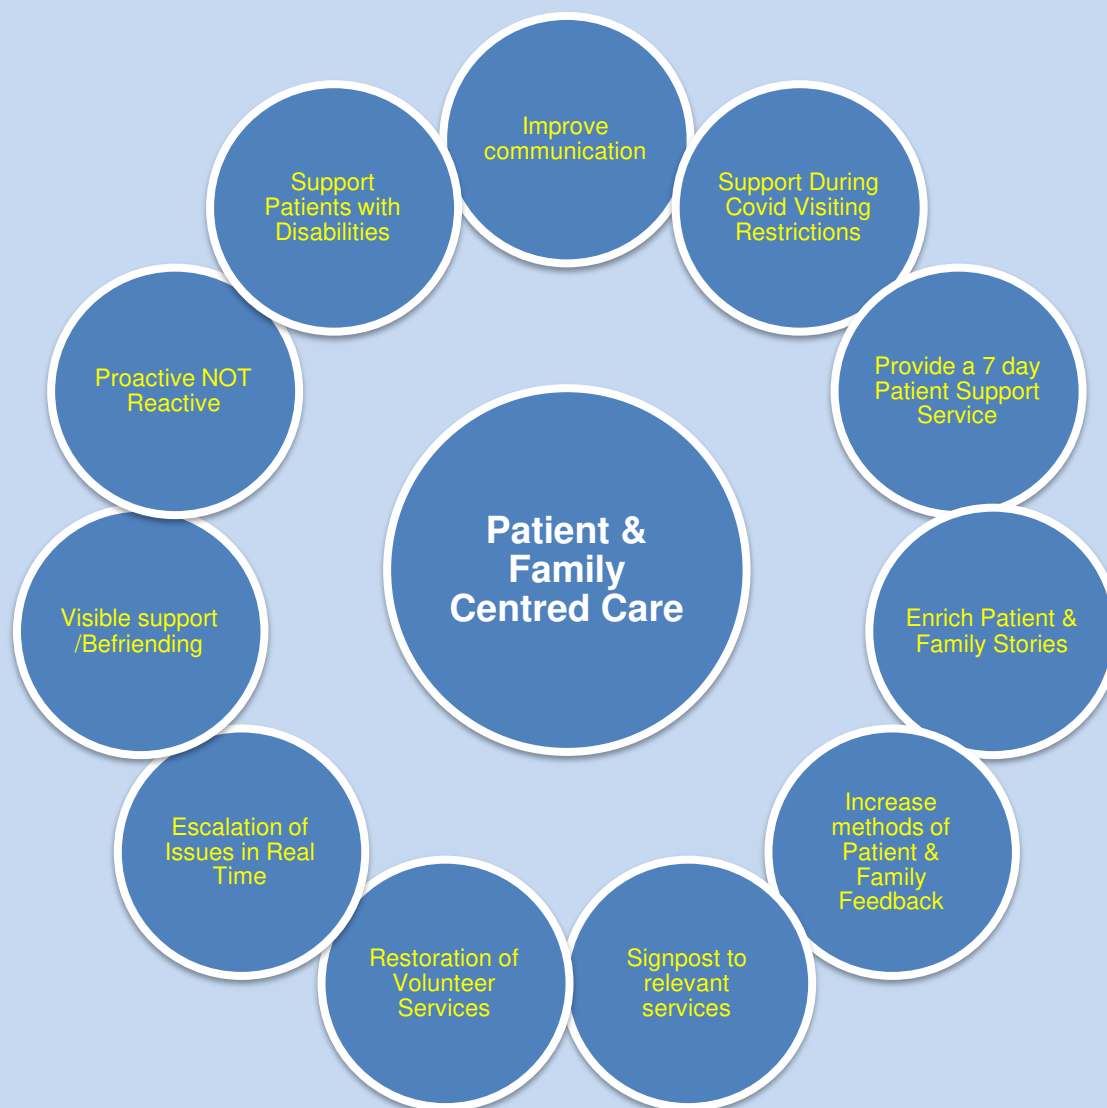 Improve
communication
Support During
Covid Visiting
Restrictions
Provide a 7 day
Patient Support
Service
Enrich Patient &
Family Stories
Increase
methods of
Patient &
Family
Feedback
Signpost to
relevant
services
Restoration of
Volunteer
Services
Escalation of
Issues in Real
Time
Visible support
/Befriending
Proactive NOT
Reactive
Support
Patients with
Disabilities
Patient &
Family
Centred Care